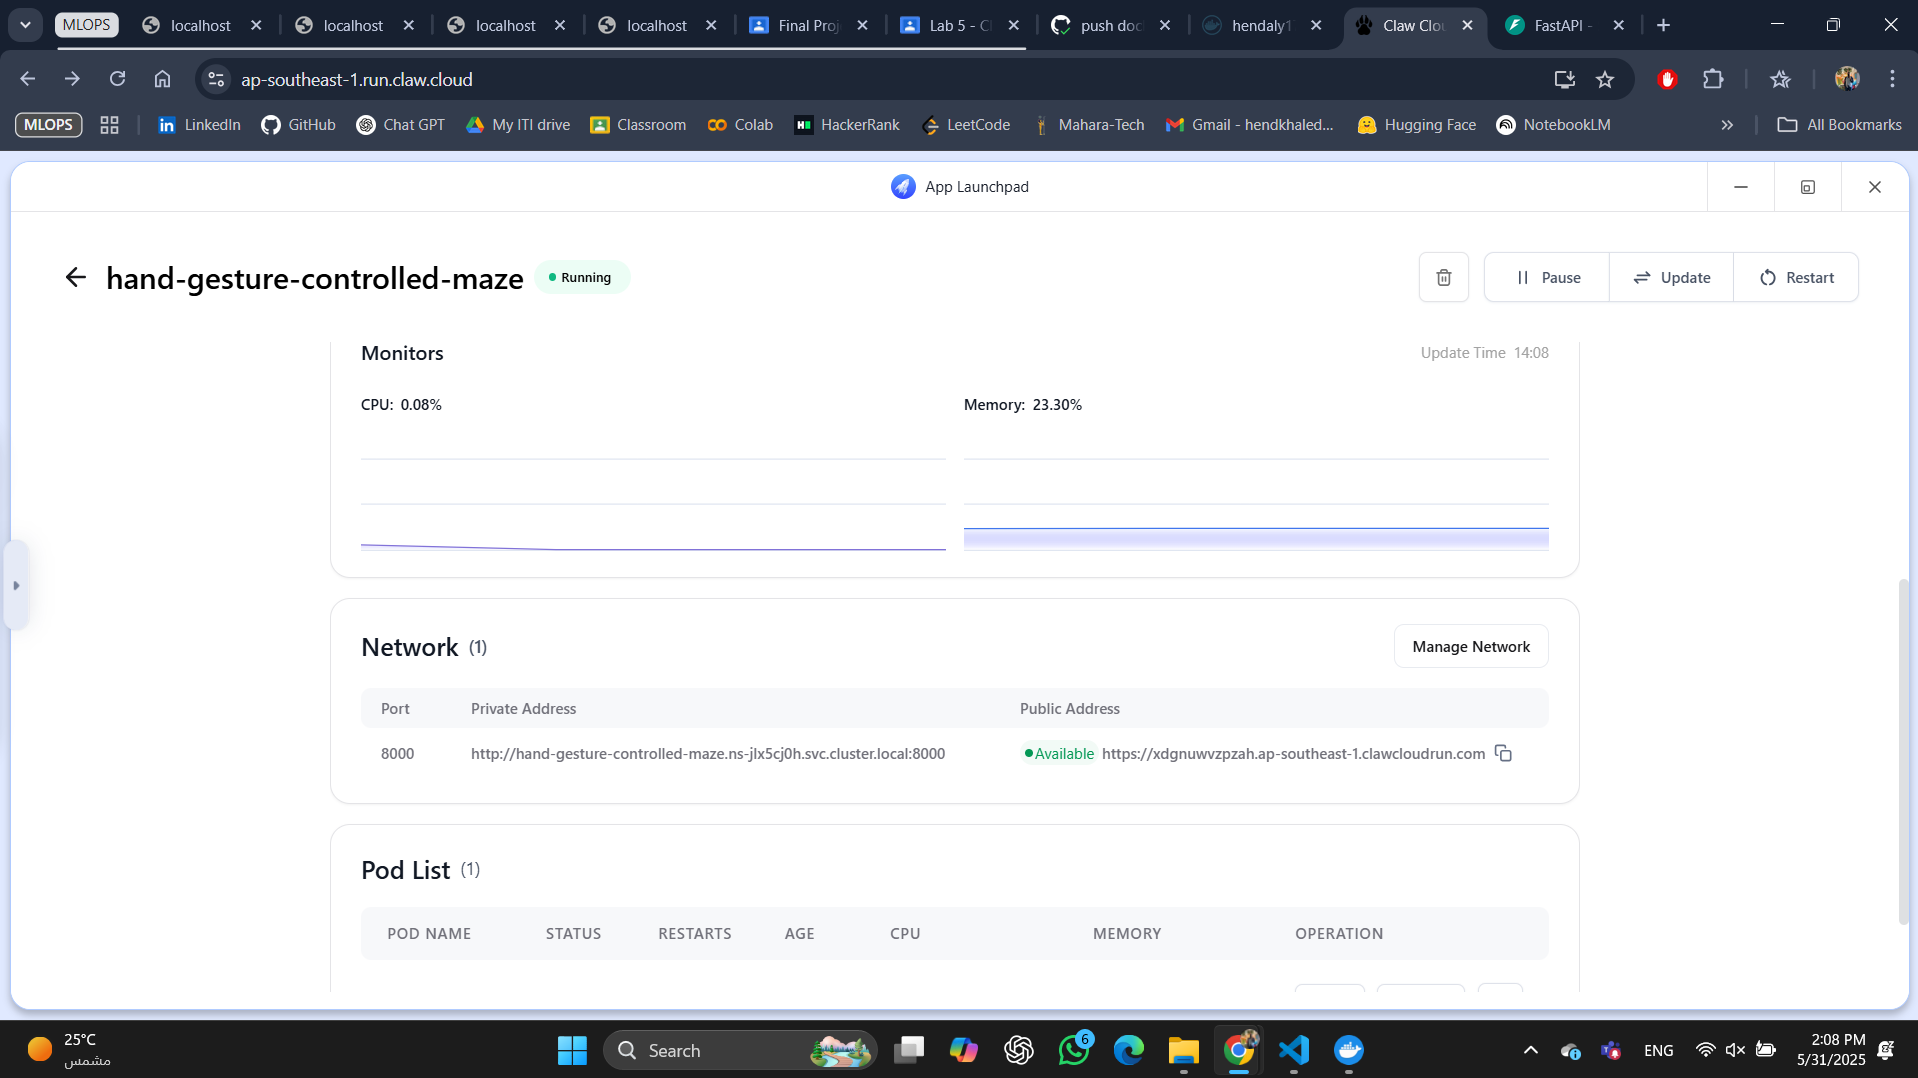 MLOPS
localhost
localhost
localhost
localhost
Final Proj
Lab 5 - C
push doc
hendaly1
Claw Clou
FastAPI -
ap-southeast-1.run.claw.cloud
MLOPS
LinkedIn
GitHub
Chat GPT
My ITI drive
Classroom
Colab
HackerRank
LeetCode
Mahara-Tech
Gmail - hendkhaled...
Hugging Face
NotebookLM
All Bookmarks
App Launchpad
hand-gesture-controlled-maze
Running
Pause
Update
Restart
Monitors
Update Time 14:08
CPU: 0.08%
Memory: 23.30%
Network (1)
Manage Network
Port Private Address Public Address
8000 http://hand-gesture-controlled-maze.ns-jlx5cj0h.svc.cluster.local:8000 Available https://xdgnuwvzpzah.ap-southeast-1.clawcloudrun.com
Pod List (1)
POD NAME STATUS RESTARTS AGE CPU MEMORY OPERATION
25°C
مشمس
Search
6
ENG
2:08 PM
5/31/2025